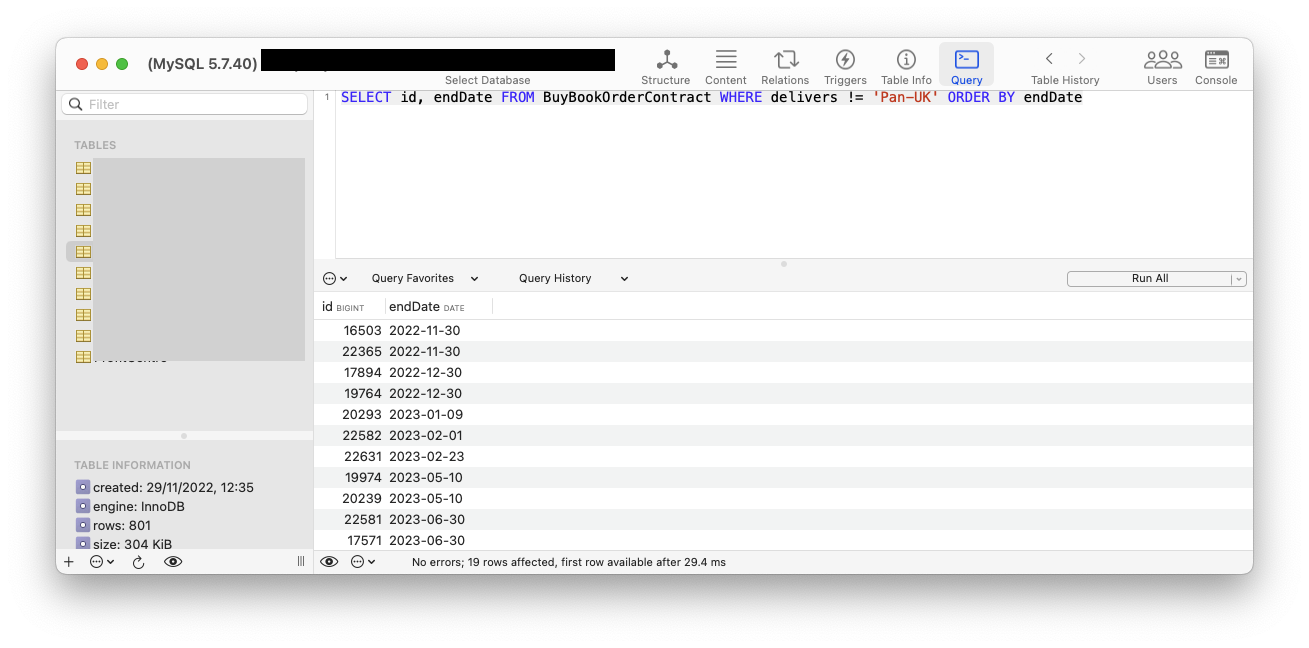 (MySQL 5.7.40)
Select Database
Structure
Content
Relations
Triggers
Table Info
Query
Table History
Users
Console
Filter
1 SELECT id, endDate FROM BuyBookOrderContract WHERE delivers != 'Pan-UK' ORDER BY endDate
TABLES
Query Favorites
Query History
Run All
id BIGINT endDate DATE
16503 2022-11-30
22365 2022-11-30
17894 2022-12-30
19764 2022-12-30
20293 2023-01-09
22582 2023-02-01
22631 2023-02-23
19974 2023-05-10
20239 2023-05-10
22581 2023-06-30
17571 2023-06-30
TABLE INFORMATION
created: 29/11/2022, 12:35
engine: InnoDB
rows: 801
size: 304 KiB
No errors; 19 rows affected, first row available after 29.4 ms